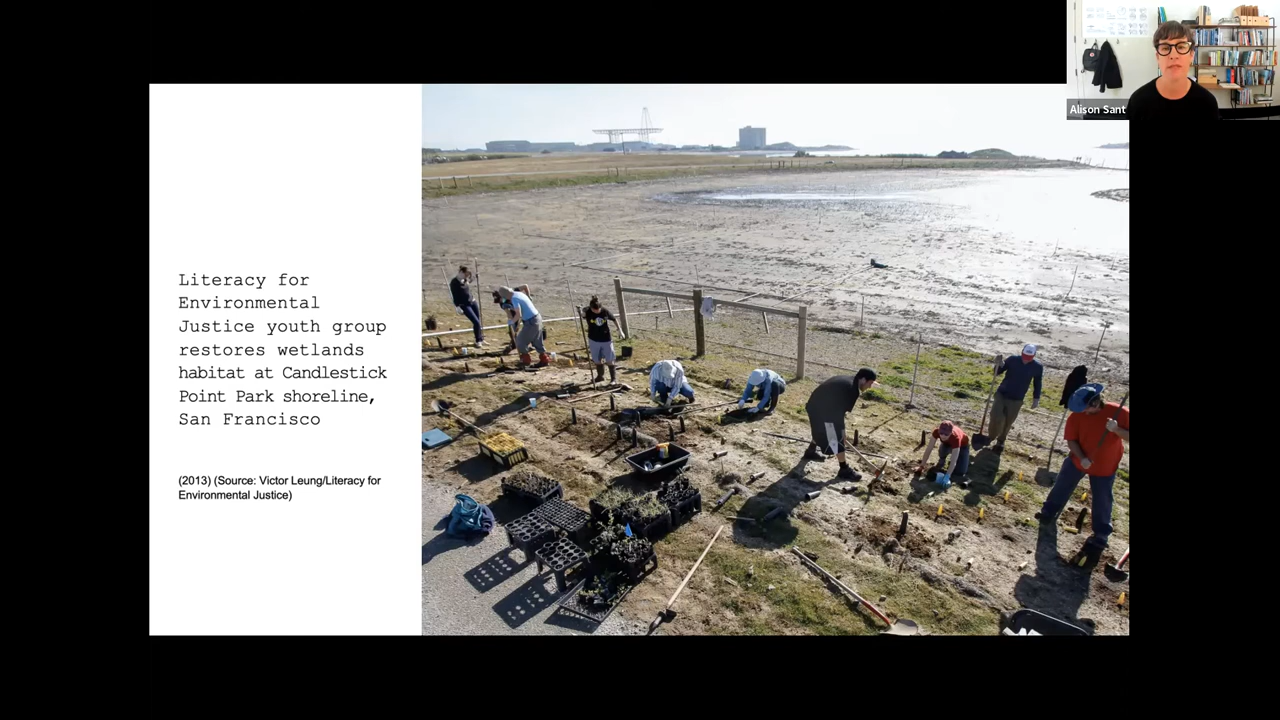 Literacy for
Environmental
Justice youth group
restores wetlands
habitat at Candlestick
Point Park shoreline,
San Francisco
(2013) (Source: Victor Leung/Literacy for
Environmental Justice)
Alison Sant